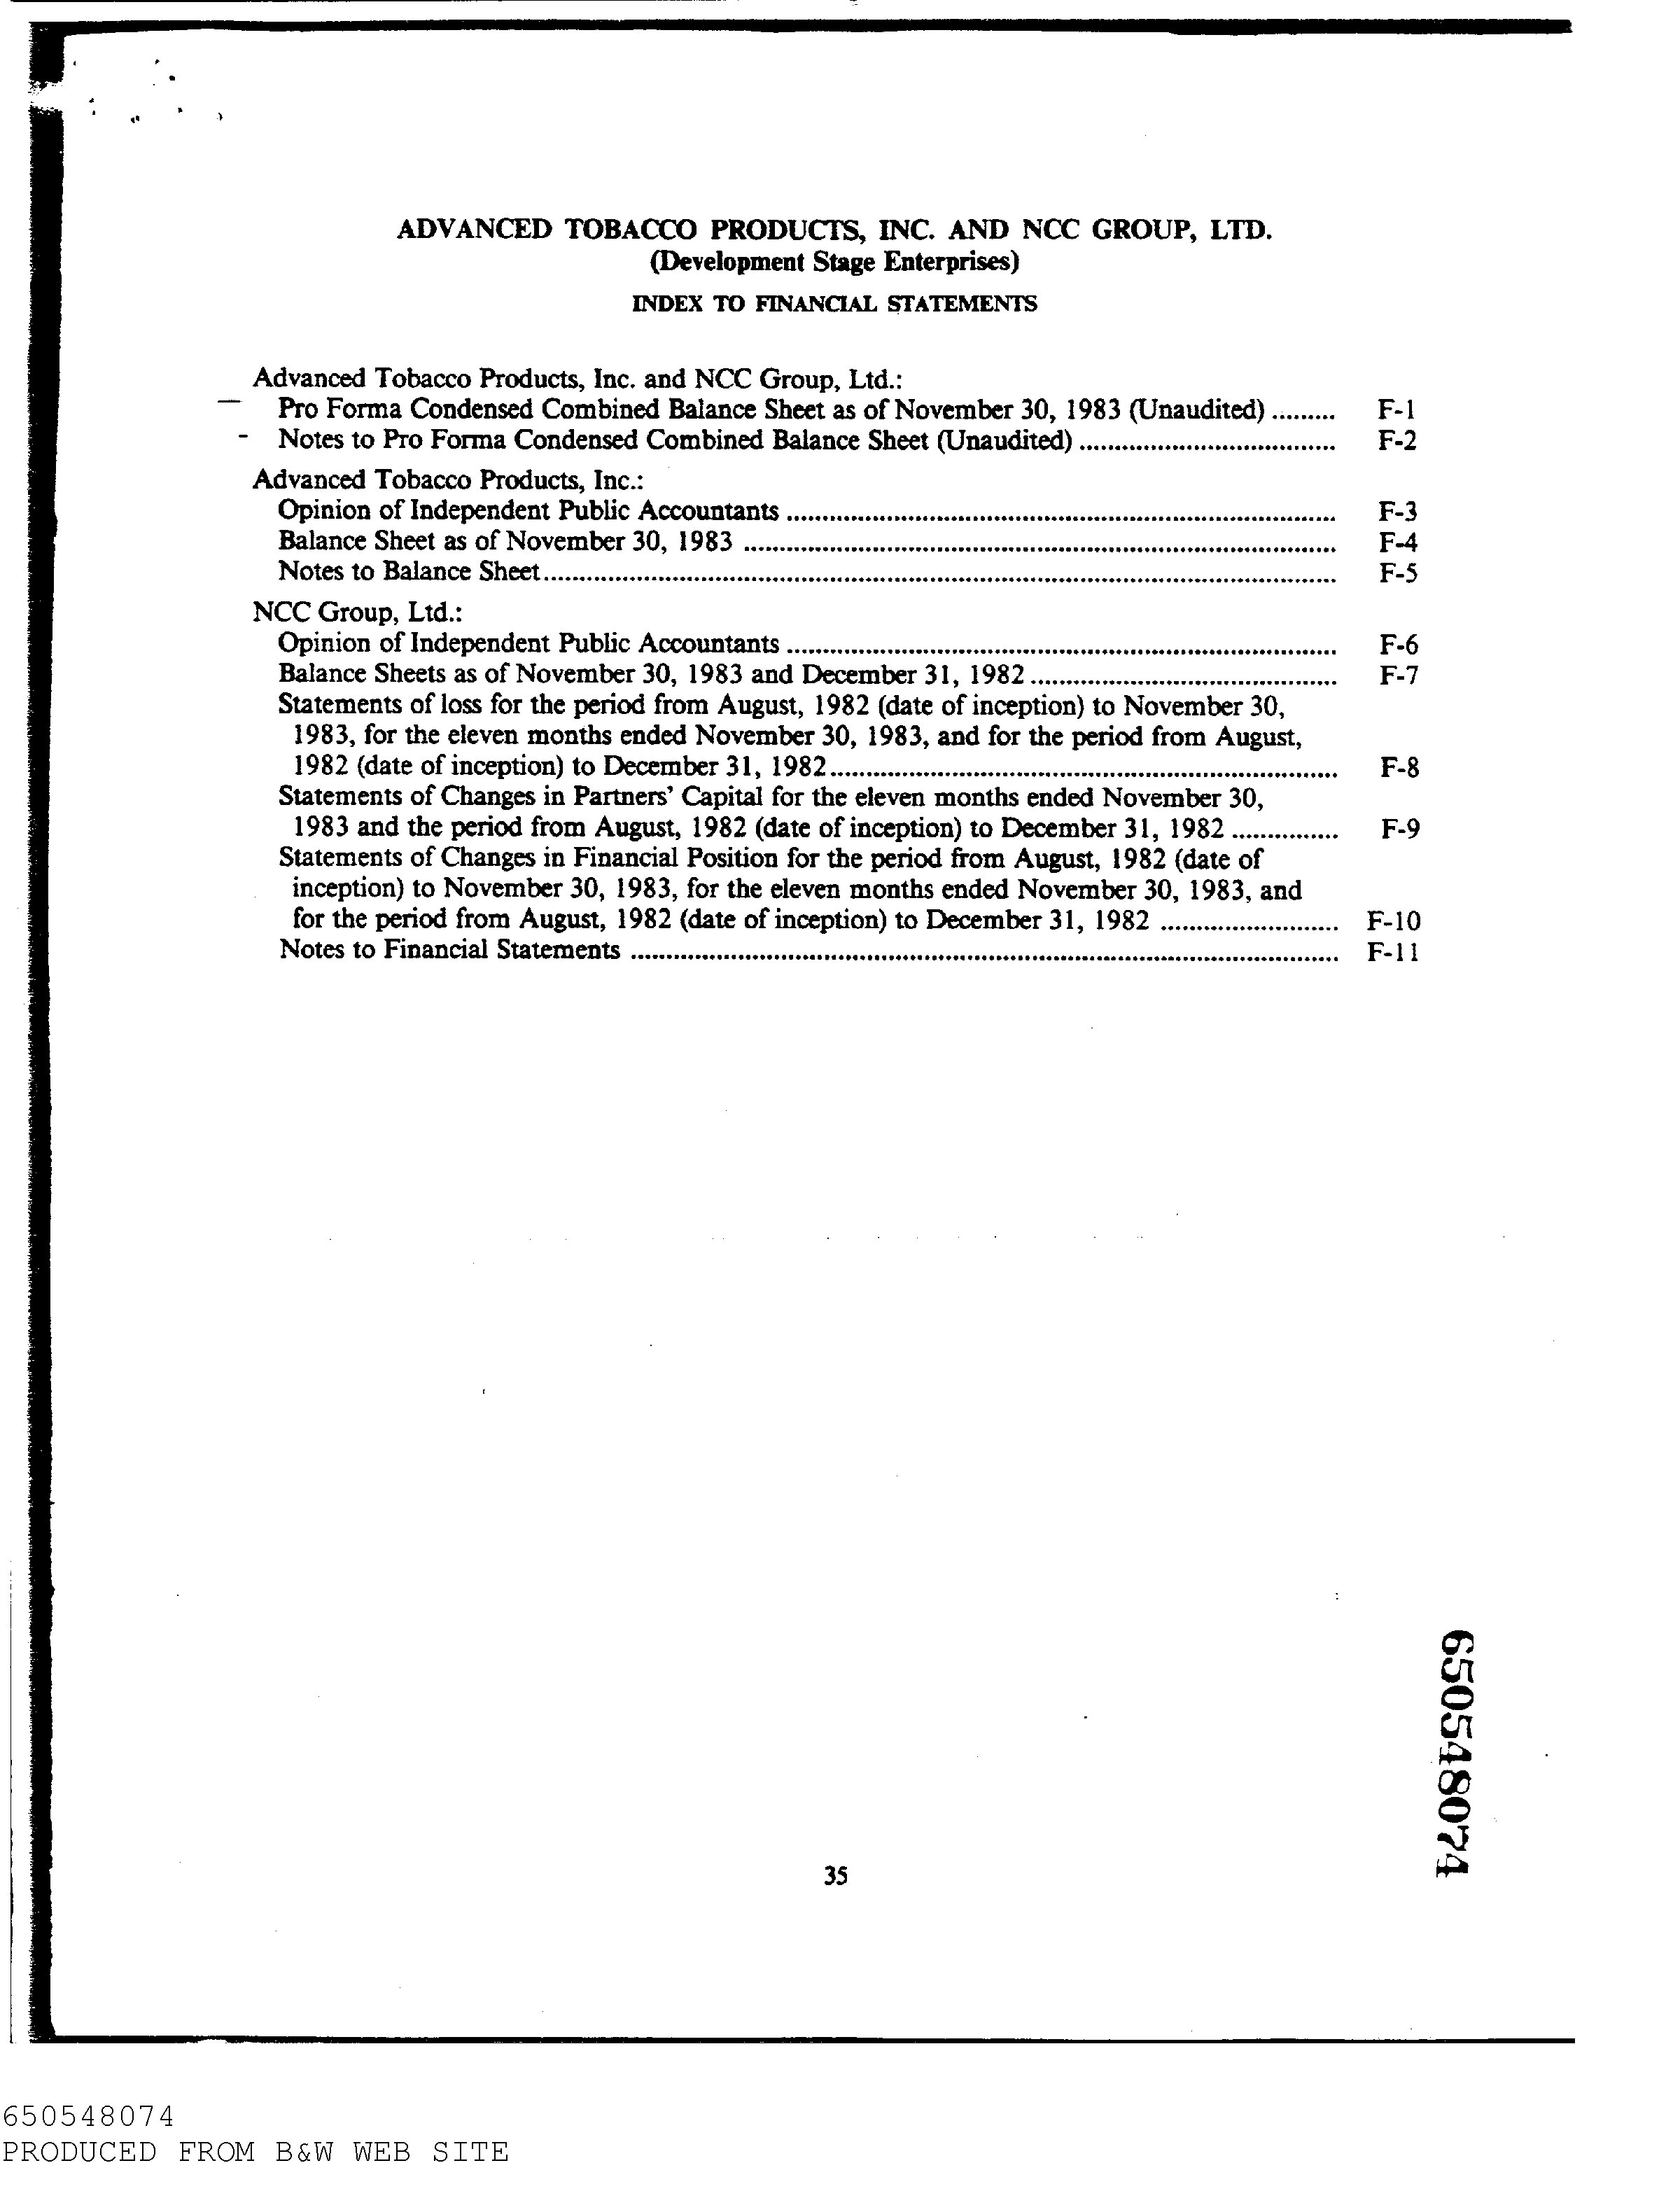 ADVANCED TOBACCO PRODUCTS, INC. AND NCC GROUP, LTD.
(Development Stage Enterprises)
INDEX TO FINANCIAL STATEMENTS
Advanced Tobacco Products, Inc. and NCC Group, Ltd.:
— Pro Forma Condensed Combined Balance Sheet as of November 30, 1983 (Unaudited) ......... F-1
- Notes to Pro Forma Condensed Combined Balance Sheet (Unaudited) .................................... F-2
Advanced Tobacco Products, Inc.:
Opinion of Independent Public Accountants ............................................................................. F-3
Balance Sheet as of November 30, 1983 ................................................................................... F-4
Notes to Balance Sheet............................................................................................................... F-5
NCC Group, Ltd.:
Opinion of Independent Public Accountants ............................................................................. F-6
Balance Sheets as of November 30, 1983 and December 31, 1982 ........................................... F-7
Statements of loss for the period from August, 1982 (date of inception) to November 30,
1983, for the eleven months ended November 30, 1983, and for the period from August,
1982 (date of inception) to December 31, 1982....................................................................... F-8
Statements of Changes in Partners' Capital for the eleven months ended November 30,
1983 and the period from August, 1982 (date of inception) to December 31, 1982 ............... F-9
Statements of Changes in Financial Position for the period from August, 1982 (date of
inception) to November 30, 1983, for the eleven months ended November 30, 1983, and
for the period from August, 1982 (date of inception) to December 31, 1982 ......................... F-10
Notes to Financial Statements ................................................................................................... F-11
650548074
35
650548074
PRODUCED FROM B&W WEB SITE